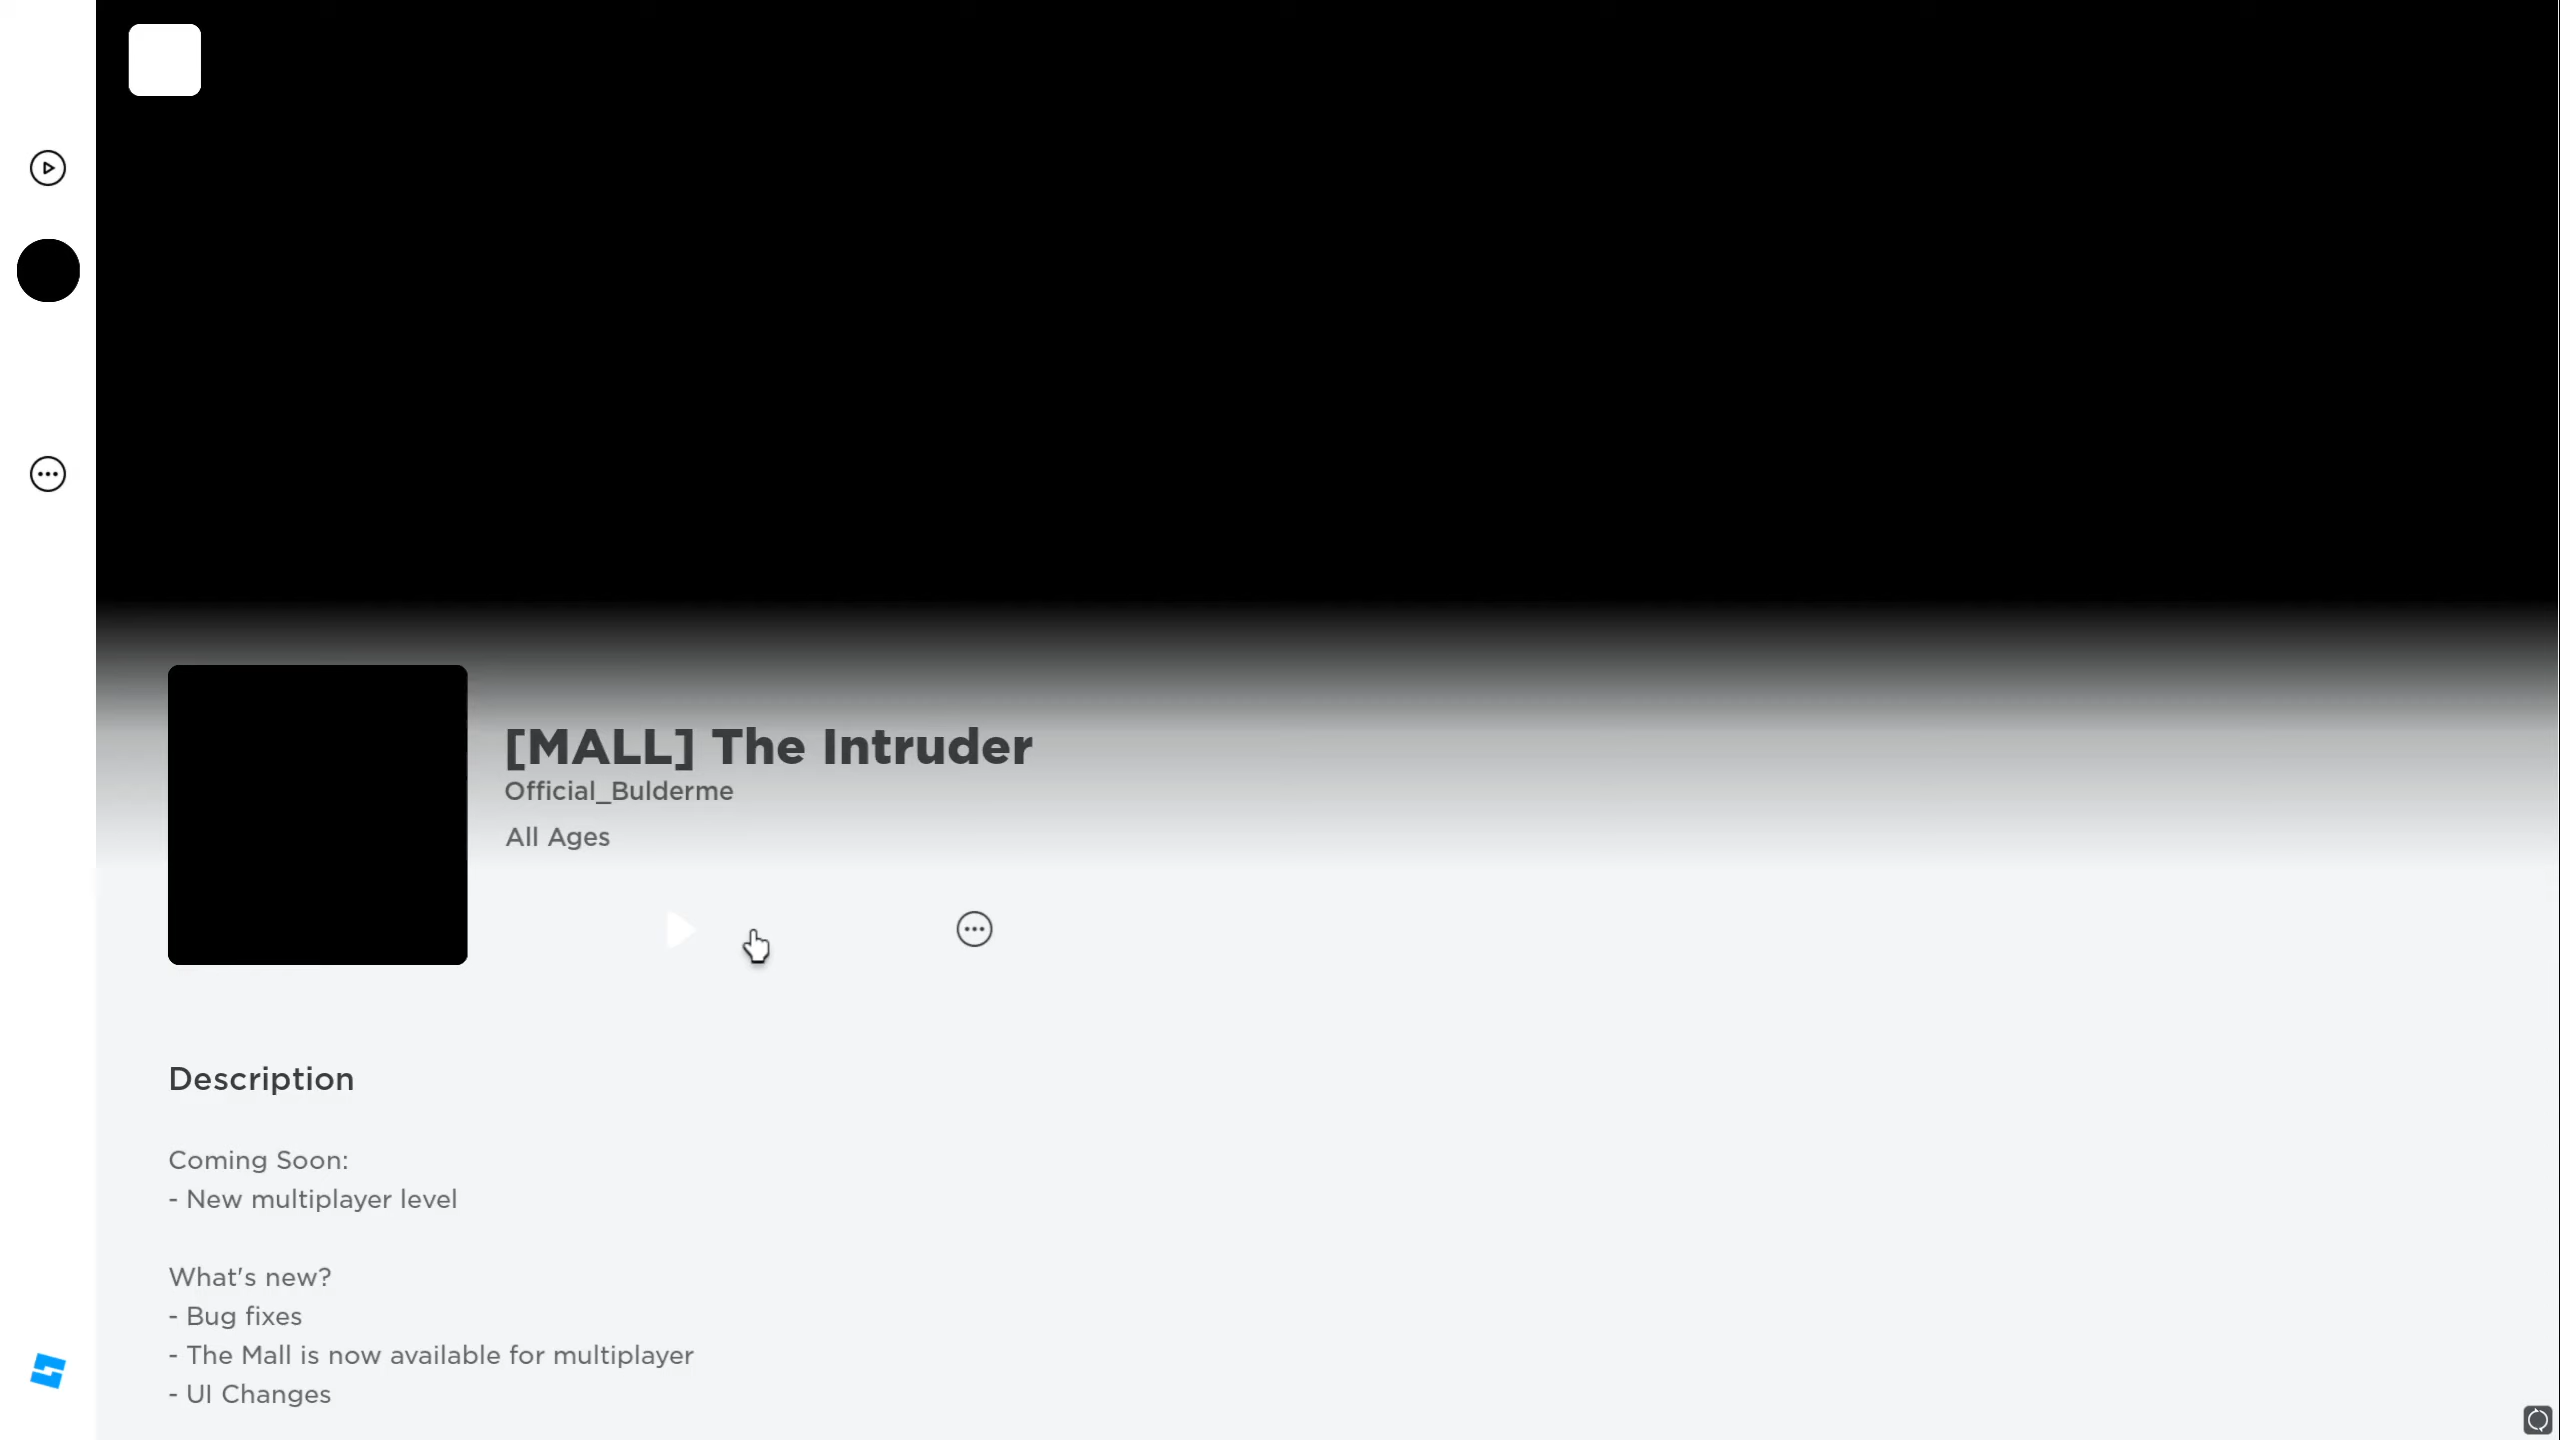 [MALL] The Intruder
Official_Bulderme
All Ages
Description
Coming Soon:
- New multiplayer level
What's new?
- Bug fixes
- The Mall is now available for multiplayer
- UI Changes